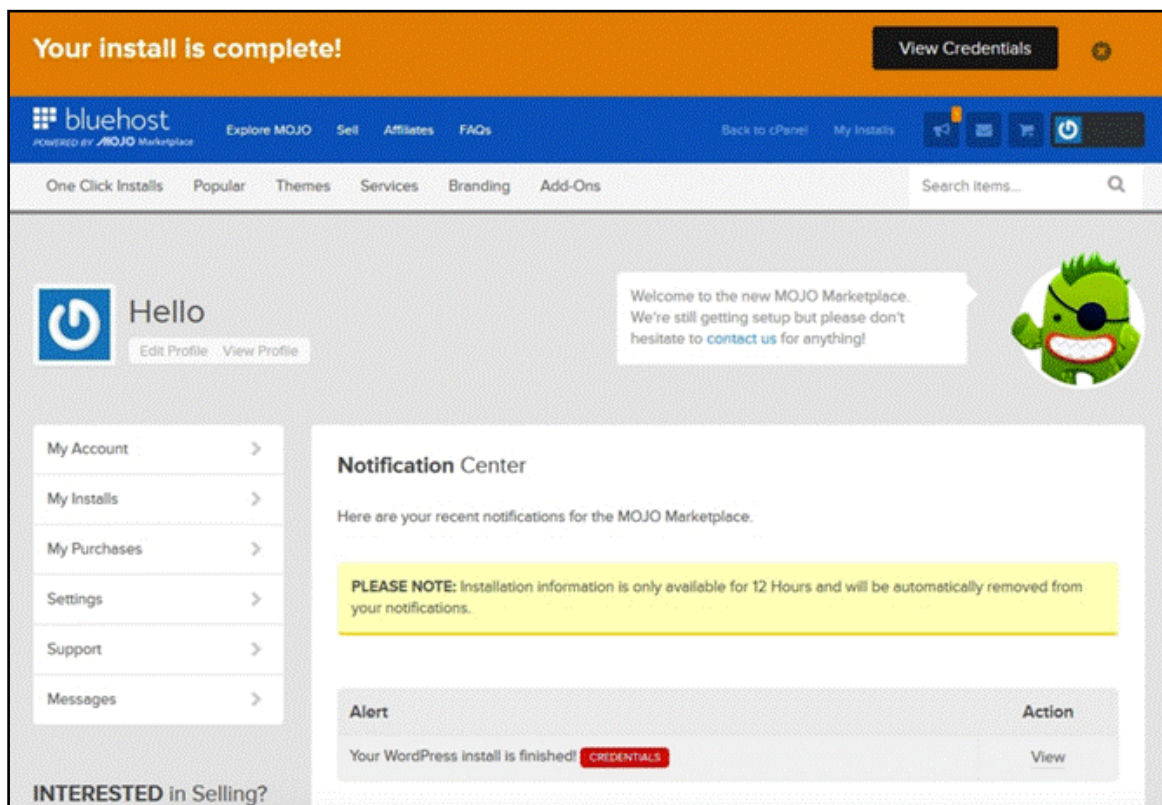 Your install is complete!
View Credentials
bluehost
POWERED BY MOJO Marketplace
Explore MOJO Sell Affiliates FAQs
Back to cPanel My Installs
One Click Installs Popular Themes Services Branding Add-Ons
Search items...
Hello
Edit Profile View Profile
Welcome to the new MOJO Marketplace.
We're still getting setup but please don't
hesitate to contact us for anything!
My Account
My Installs
My Purchases
Settings
Support
Messages
INTERESTED in Selling?
Notification Center
Here are your recent notifications for the MOJO Marketplace.
PLEASE NOTE: Installation information is only available for 12 Hours and will be automatically removed from
your notifications.
Alert Action
Your WordPress install is finished! CREDENTIALS View